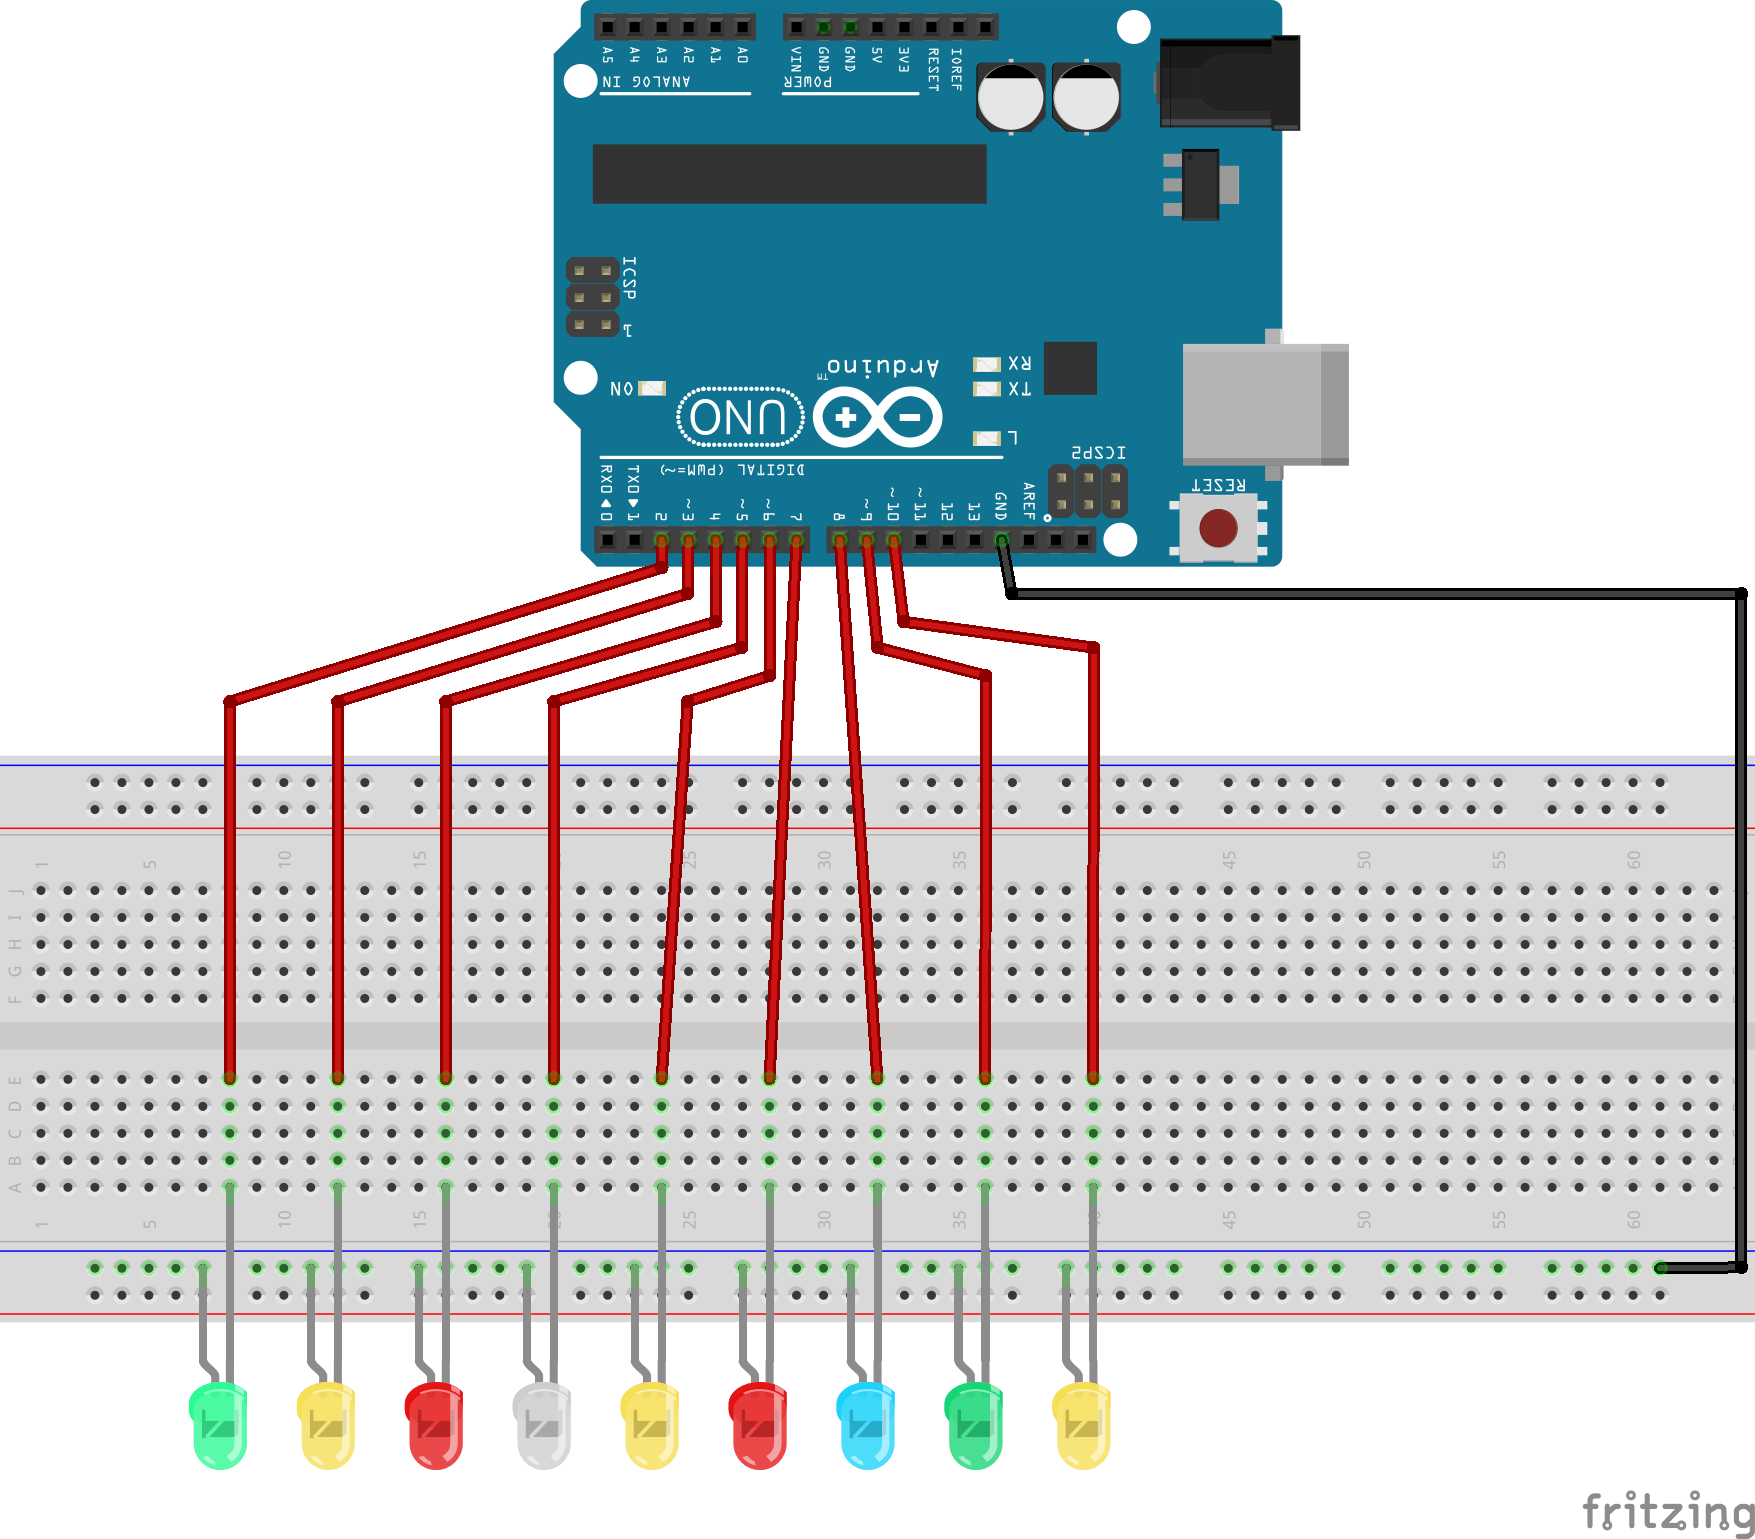 A5 A4 A3 A2 A1 A0 VIN GND GND 5V 3V3 RESET IOREF
ANALOG IN POWER
ICSP
1
Arduino
TM
RX
TX
ON
UNO
L
ICSP2
DIGITAL (PWM=~)
RESET
RX0 TX0 GND AREF
0 1 2 ~3 4 ~5 ~6 7 8 ~9 ~10 ~11 12 13
1 5 10 15 25 30 35 45 50 55 60
J
I
H
G
F
E
D
C
B
A
1 5 10 15 20 25 30 35 40 45 50 55 60
fritzing